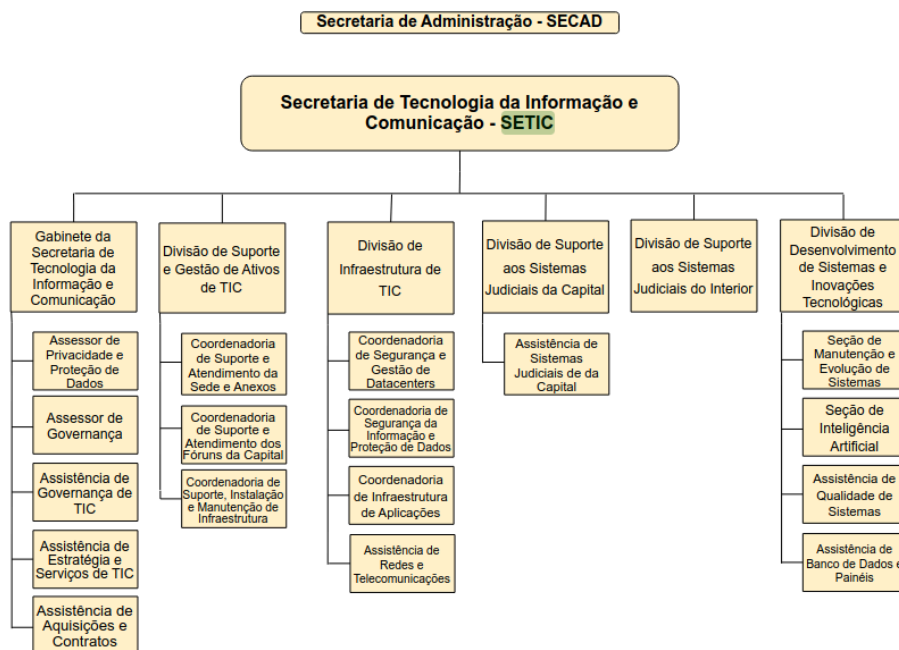 Secretaria de Administração - SECAD
Secretaria de Tecnologia da Informação e
Comunicação - SETIC
Gabinete da
Secretaria de
Tecnologia da
Informação e
Comunicação
Assessor de
Privacidade e
Proteção de
Dados
Assessor de
Governança
Assistência de
Governança de
TIC
Assistência de
Estratégia e
Serviços de TIC
Assistência de
Aquisições e
Contratos
Divisão de Suporte
e Gestão de Ativos
de TIC
Coordenadoria
de Suporte e
Atendimento da
Sede e Anexos
Coordenadoria
de Suporte e
Atendimento dos
Fóruns da Capital
Coordenadoria de
Suporte, Instalação
e Manutenção de
Infraestrutura
Divisão de
Infraestrutura de
TIC
Coordenadoria
de Segurança e
Gestão de
Datacenters
Coordenadoria de
Segurança da
Informação e
Proteção de Dados
Coordenadoria
de Infraestrutura
de Aplicações
Assistência de
Redes e
Telecomunicações
Divisão de Suporte
aos Sistemas
Judiciais da Capital
Assistência de
Sistemas
Judiciais de da
Capital
Divisão de Suporte
aos Sistemas
Judiciais do Interior
Divisão de
Desenvolvimento
de Sistemas e
Inovações
Tecnológicas
Seção de
Manutenção e
Evolução de
Sistemas
Seção de
Inteligência
Artificial
Assistência de
Qualidade de
Sistemas
Assistência de
Banco de Dados e
Painéis